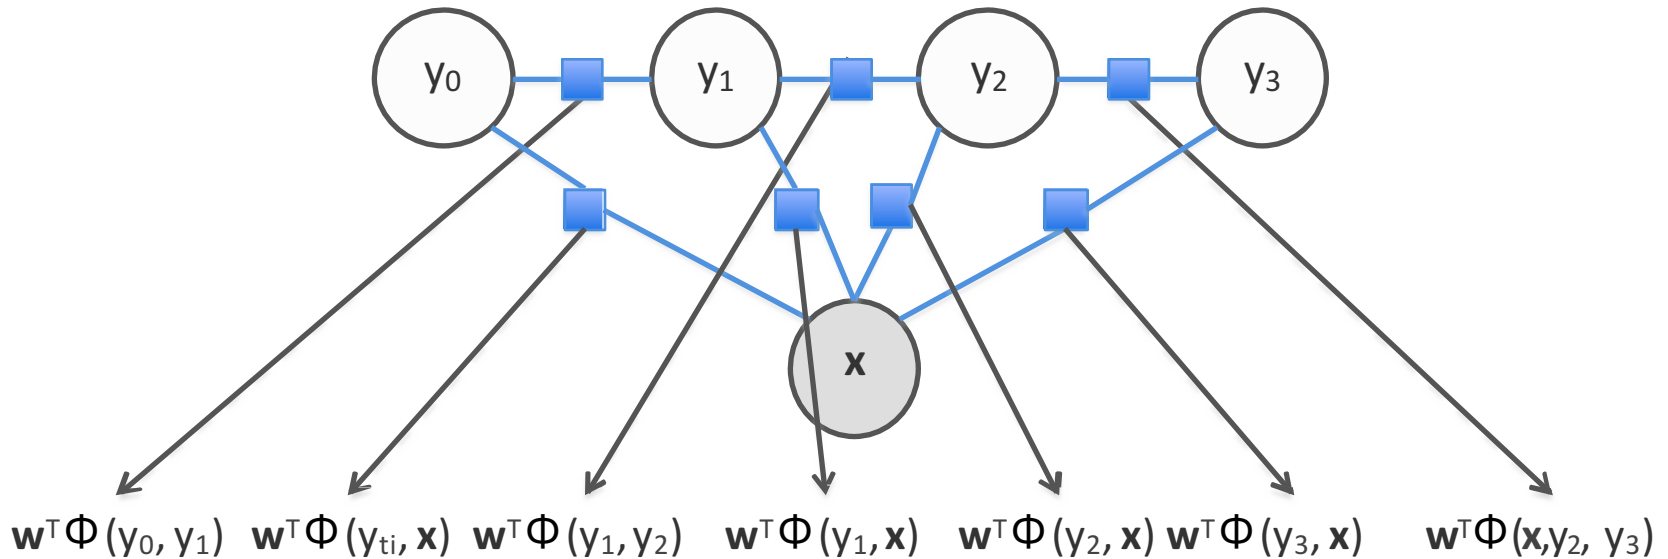 y₀ y₁ y₂ y₃
x
wᵀΦ(y₀, y₁) wᵀΦ(y_ti, x) wᵀΦ(y₁, y₂) wᵀΦ(y₁, x) wᵀΦ(y₂, x) wᵀΦ(y₃, x) wᵀΦ(x,y₂, y₃)